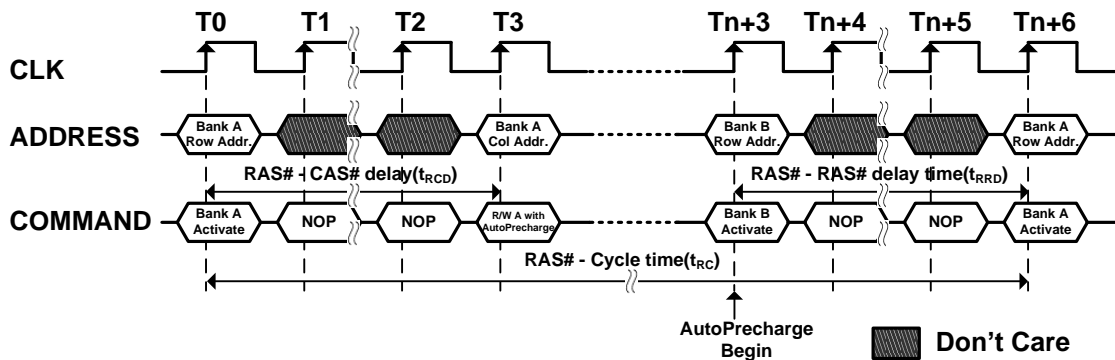 T0 T1 T2 T3 Tn+3 Tn+4 Tn+5 Tn+6
CLK
ADDRESS
Bank A
Row Addr.
Bank A
Col Addr.
Bank B
Row Addr.
Bank A
Row Addr.
RAS# - CAS# delay(tRCD)
RAS# - RAS# delay time(tRRD)
COMMAND
Bank A
Activate
NOP
NOP
R/W A with
AutoPrecharge
Bank B
Activate
NOP
NOP
Bank A
Activate
RAS# - Cycle time(tRC)
AutoPrecharge
Begin
Don't Care